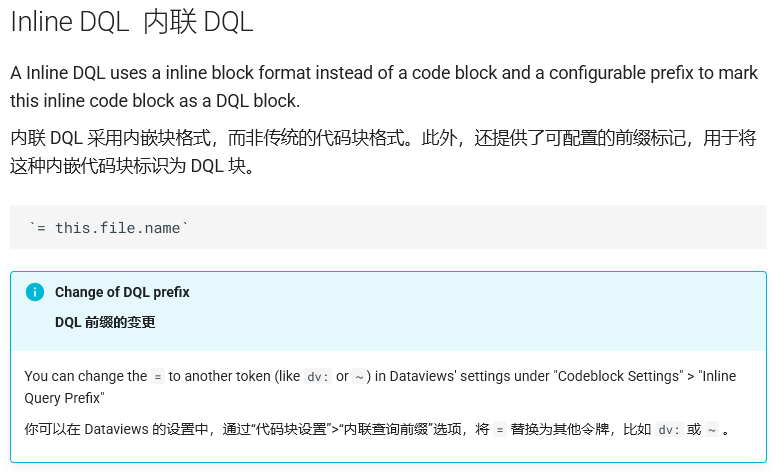 Inline DQL 内联 DQL
A Inline DQL uses a inline block format instead of a code block and a configurable prefix to mark
this inline code block as a DQL block.
内联 DQL 采用内嵌块格式，而非传统的代码块格式。此外，还提供了可配置的前缀标记，用于将
这种内嵌代码块标识为 DQL 块。
`= this.file.name`
Change of DQL prefix
DQL 前缀的变更
You can change the = to another token (like dv: or ~) in Dataviews' settings under "Codeblock Settings" > "Inline
Query Prefix"
你可以在 Dataviews 的设置中，通过“代码块设置”>“内联查询前缀”选项，将 = 替换为其他令牌，比如 dv: 或 ~ 。